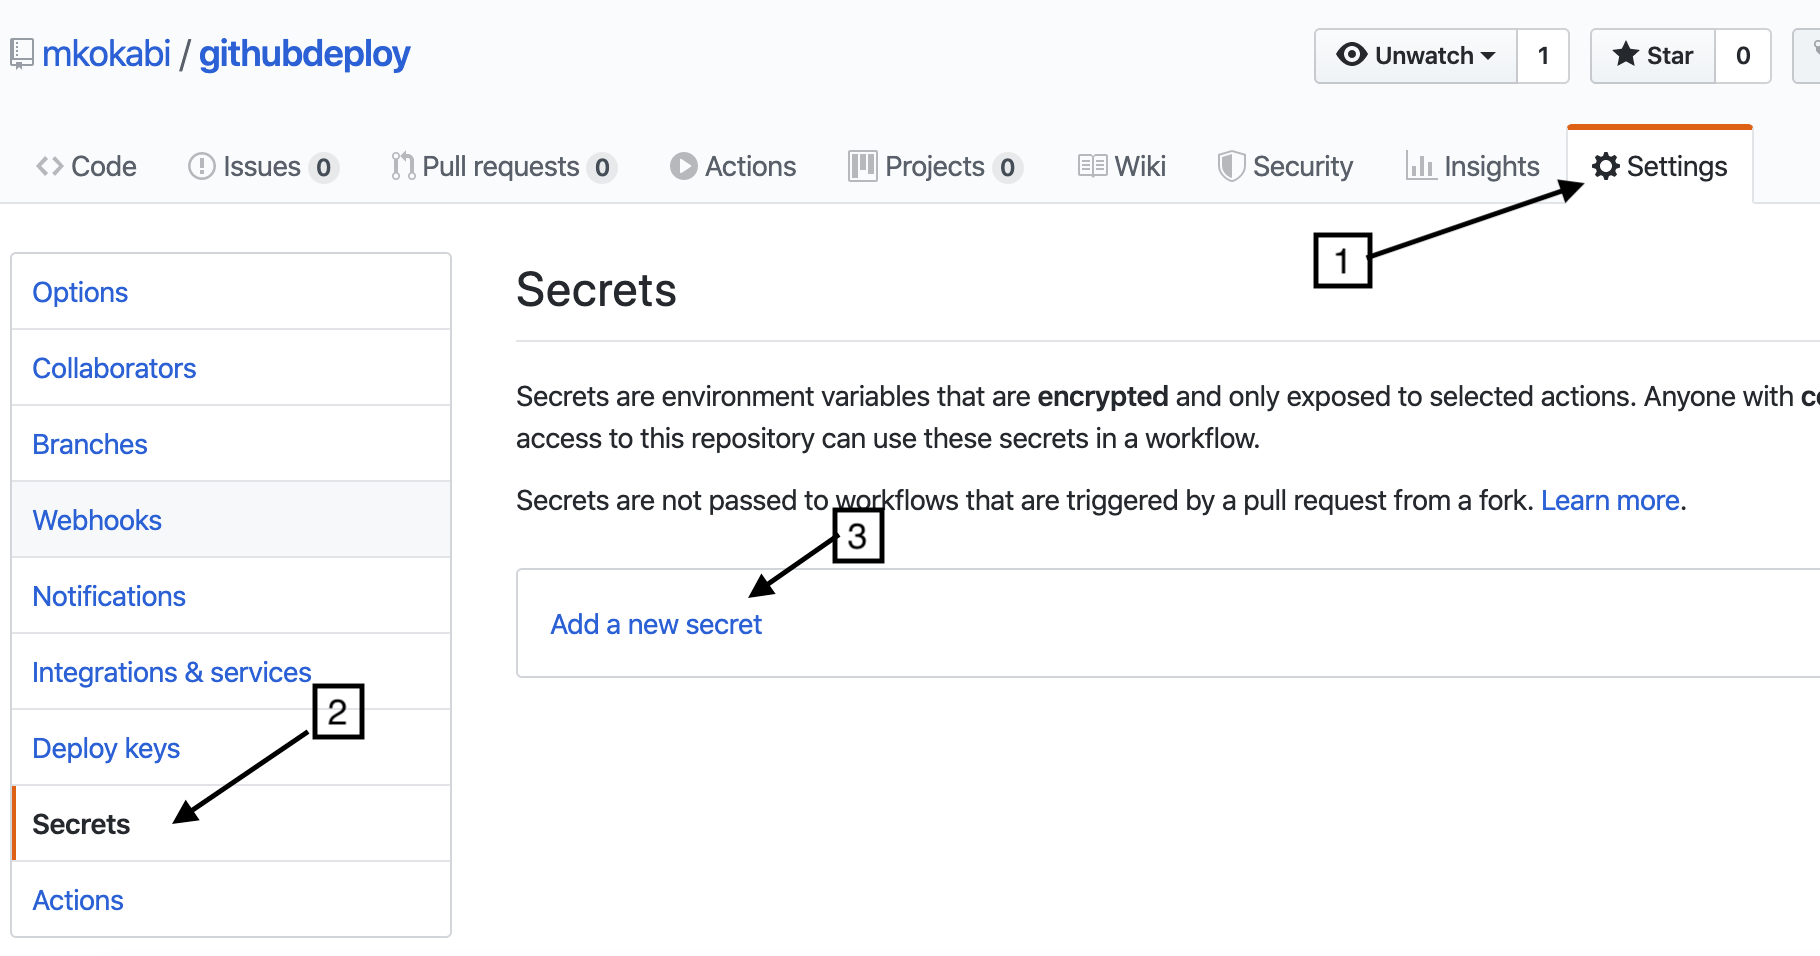 mkokabi / githubdeploy
Unwatch 1
Star 0
Code Issues 0 Pull requests 0 Actions Projects 0 Wiki Security Insights Settings
1
Options
Collaborators
Branches
Webhooks
Notifications
Integrations & services
2
Deploy keys
Secrets
Actions
Secrets
Secrets are environment variables that are encrypted and only exposed to selected actions. Anyone with
access to this repository can use these secrets in a workflow.
Secrets are not passed to workflows that are triggered by a pull request from a fork. Learn more.
3
Add a new secret